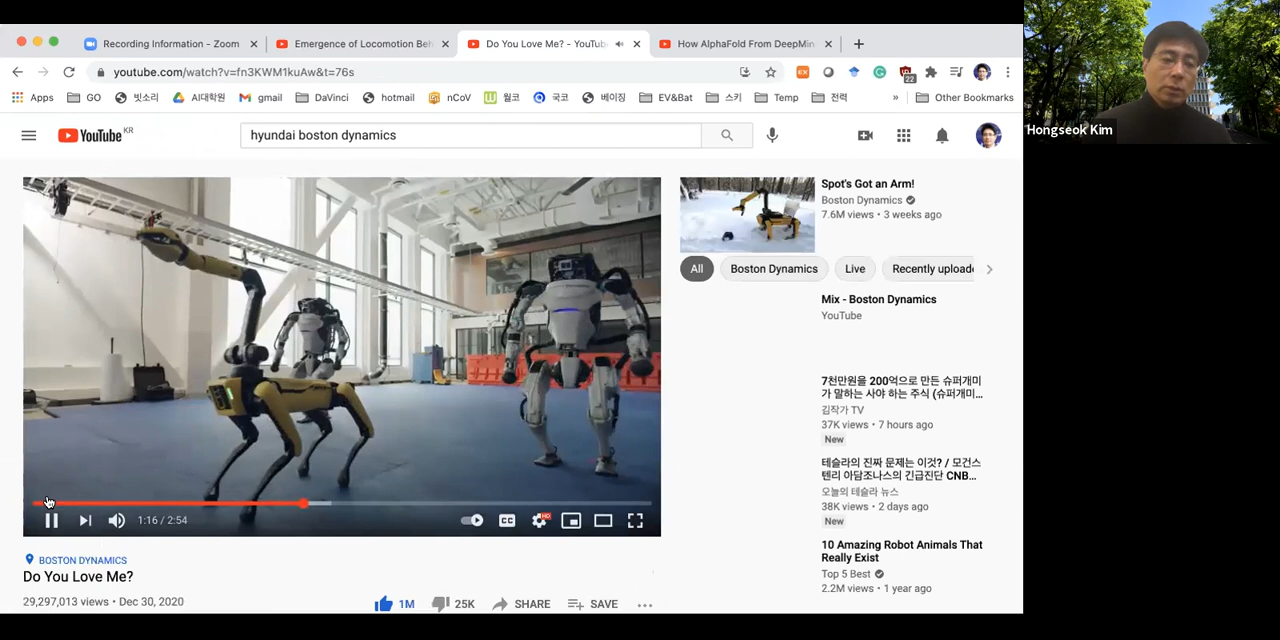 Recording Information - Zoom
Emergence of Locomotion Beh
Do You Love Me? - YouTub
How AlphaFold From DeepMin
youtube.com/watch?v=fn3KWM1kuAw&t=76s
22
Apps
GO
빗소리
AI대학원
gmail
DaVinci
hotmail
nCoV
월코
국코
베이징
EV&Bat
스키
Temp
전력
»
Other Bookmarks
YouTube KR
hyundai boston dynamics
Hongseok Kim
Spot's Got an Arm!
Boston Dynamics
7.6M views • 3 weeks ago
All
Boston Dynamics
Live
Recently uploade
Mix - Boston Dynamics
YouTube
7천만원을 200억으로 만든 슈퍼개미
가 말하는 사야 하는 주식 (슈퍼개미...
김작가 TV
37K views • 7 hours ago
New
테슬라의 진짜 문제는 이것? / 모건스
텐리 아담조나스의 긴급진단 CNB...
오늘의 테슬라 뉴스
38K views • 2 days ago
New
10 Amazing Robot Animals That
Really Exist
Top 5 Best
2.2M views • 1 year ago
1:16 / 2:54
CC
HD
BOSTON DYNAMICS
Do You Love Me?
29,297,013 views • Dec 30, 2020
1M
25K
SHARE
SAVE